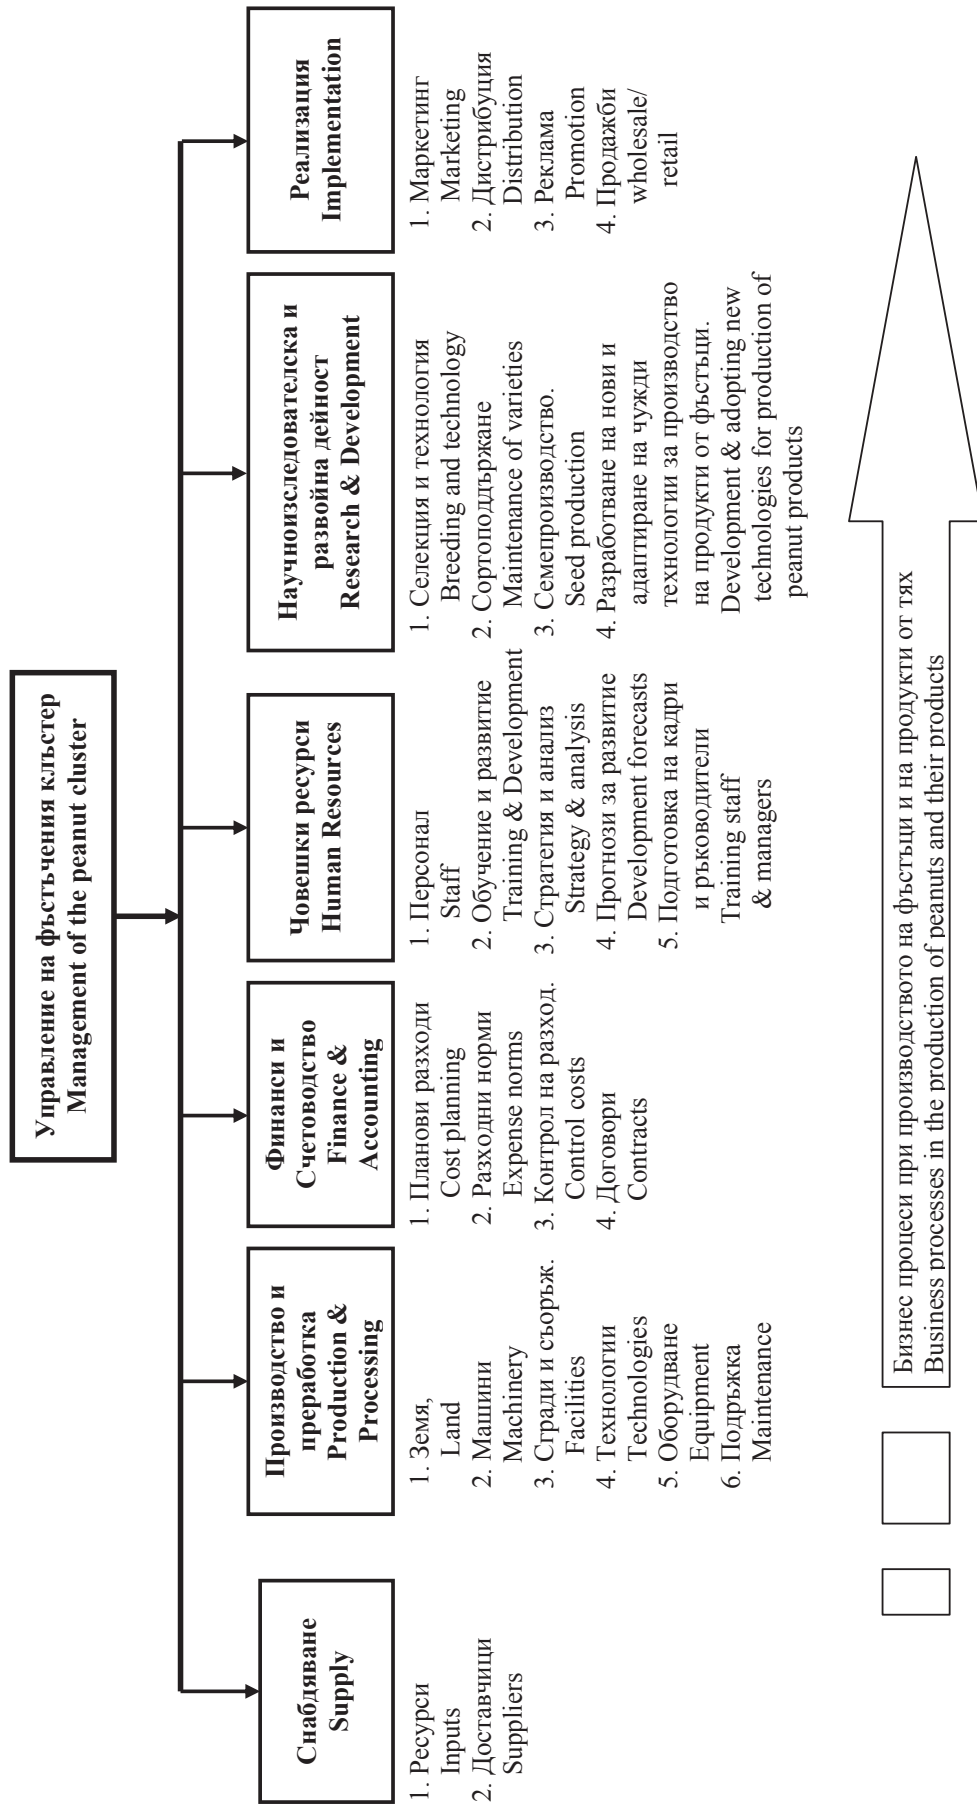 Управление на фъстъчения клъстер
Management of the peanut cluster
Снабдяване
Supply
1. Ресурси
Inputs
2. Доставчици
Suppliers
Производство и
преработка
Production &
Processing
1. Земя,
Land
2. Машини
Machinery
3. Сгради и съоръж.
Facilities
4. Технологии
Technologies
5. Оборудване
Equipment
6. Подръжка
Maintenance
Финанси и
Счетоводство
Finance &
Accounting
1. Планови разходи
Cost planning
2. Разходни норми
Expense norms
3. Контрол на разход.
Control costs
4. Договори
Contracts
Човешки ресурси
Human Resources
1. Персонал
Staff
2. Обучение и развитие
Training & Development
3. Стратегия и анализ
Strategy & analysis
4. Прогнози за развитие
Development forecasts
5. Подготовка на кадри
и ръководители
Training staff
& managers
Научноизследователска и
развойна дейност
Research & Development
1. Селекция и технология
Breeding and technology
2. Сортоподдържане
Maintenance of varieties
3. Семепроизводство.
Seed production
4. Разработване на нови и
адаптиране на чужди
технологии за производство
на продукти от фъстъци.
Development & adopting new
technologies for production of
peanut products
Реализация
Implementation
1. Маркетинг
Marketing
2. Дистрибуция
Distribution
3. Реклама
Promotion
4. Продажби
wholesale/
retail
Бизнес процеси при производството на фъстъци и на продукти от тях
Business processes in the production of peanuts and their products